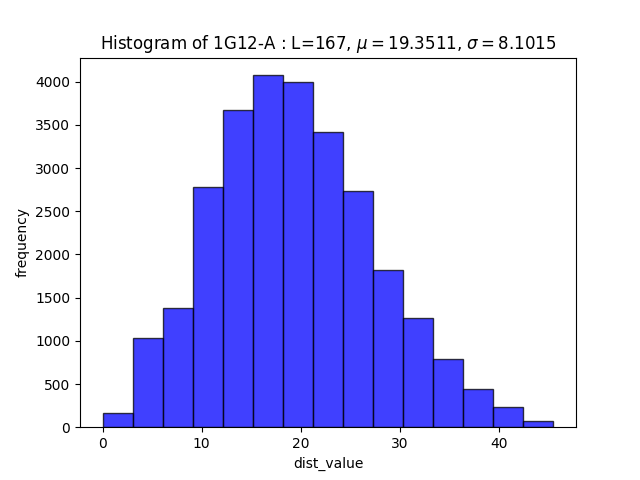 Histogram of 1G12-A : L=167, μ = 19.3511, σ = 8.1015
4000
3500
3000
2500
2000
1500
1000
500
0
frequency
0 10 20 30 40
dist_value